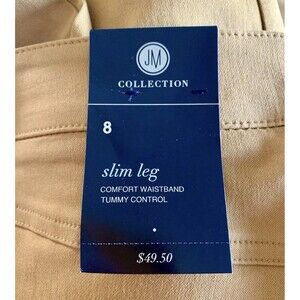 JM
COLLECTION
8
slim leg
COMFORT WAISTBAND
TUMMY CONTROL
$49.50